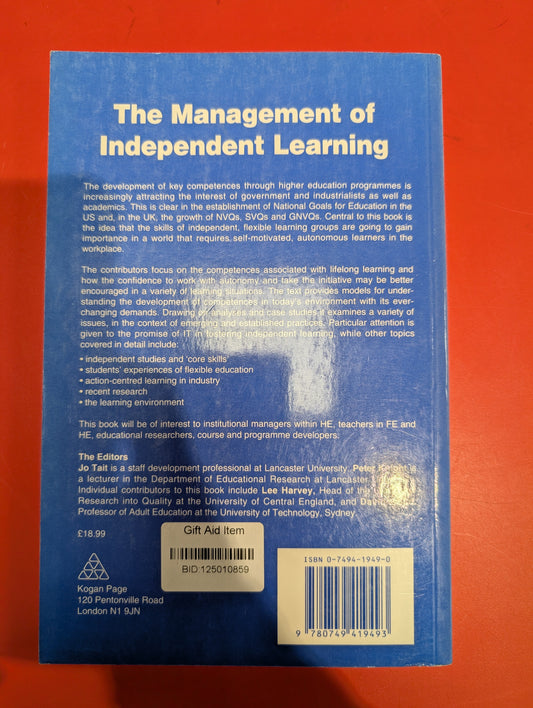 The Management of
Independent Learning
The development of key competences through higher education programmes is
increasingly attracting the interest of government and industrialists as well as
academics. This is clear in the establishment of National Goals for Education in the
US and, in the UK, the growth of NVQs, SVQs and GNVQs. Central to this book is
the idea that the skills of independent, flexible learning groups are going to gain
importance in a world that requires self-motivated, autonomous learners in the
workplace.
The contributors focus on the competences associated with lifelong learning and
how the confidence to work with autonomy and take the initiative may be better
encouraged in a variety of learning situations. The text provides models for under-
standing the development of competences in today's environment with its ever-
changing demands. Drawing on analyses and case studies it examines a variety of
issues, in the context of emerging and established practices. Particular attention is
given to the promise of IT in fostering independent learning, while other topics
covered in detail include:
• independent studies and 'core skills'
• students' experiences of flexible education
• action-centred learning in industry
• recent research
• the learning environment
This book will be of interest to institutional managers within HE, teachers in FE and
HE, educational researchers, course and programme developers.
The Editors
Jo Tait is a staff development professional at Lancaster University. Peter Knight is
a lecturer in the Department of Educational Research at Lancaster
Individual contributors to this book include Lee Harvey, Head of the
Research into Quality at the University of Central England, and
Professor of Adult Education at the University of Technology, Sydney.
£18.99
Gift Aid Item
BID:125010859
Kogan Page
120 Pentonville Road
London N1 9JN
ISBN 0-7494-1949-0
9 780749 419493